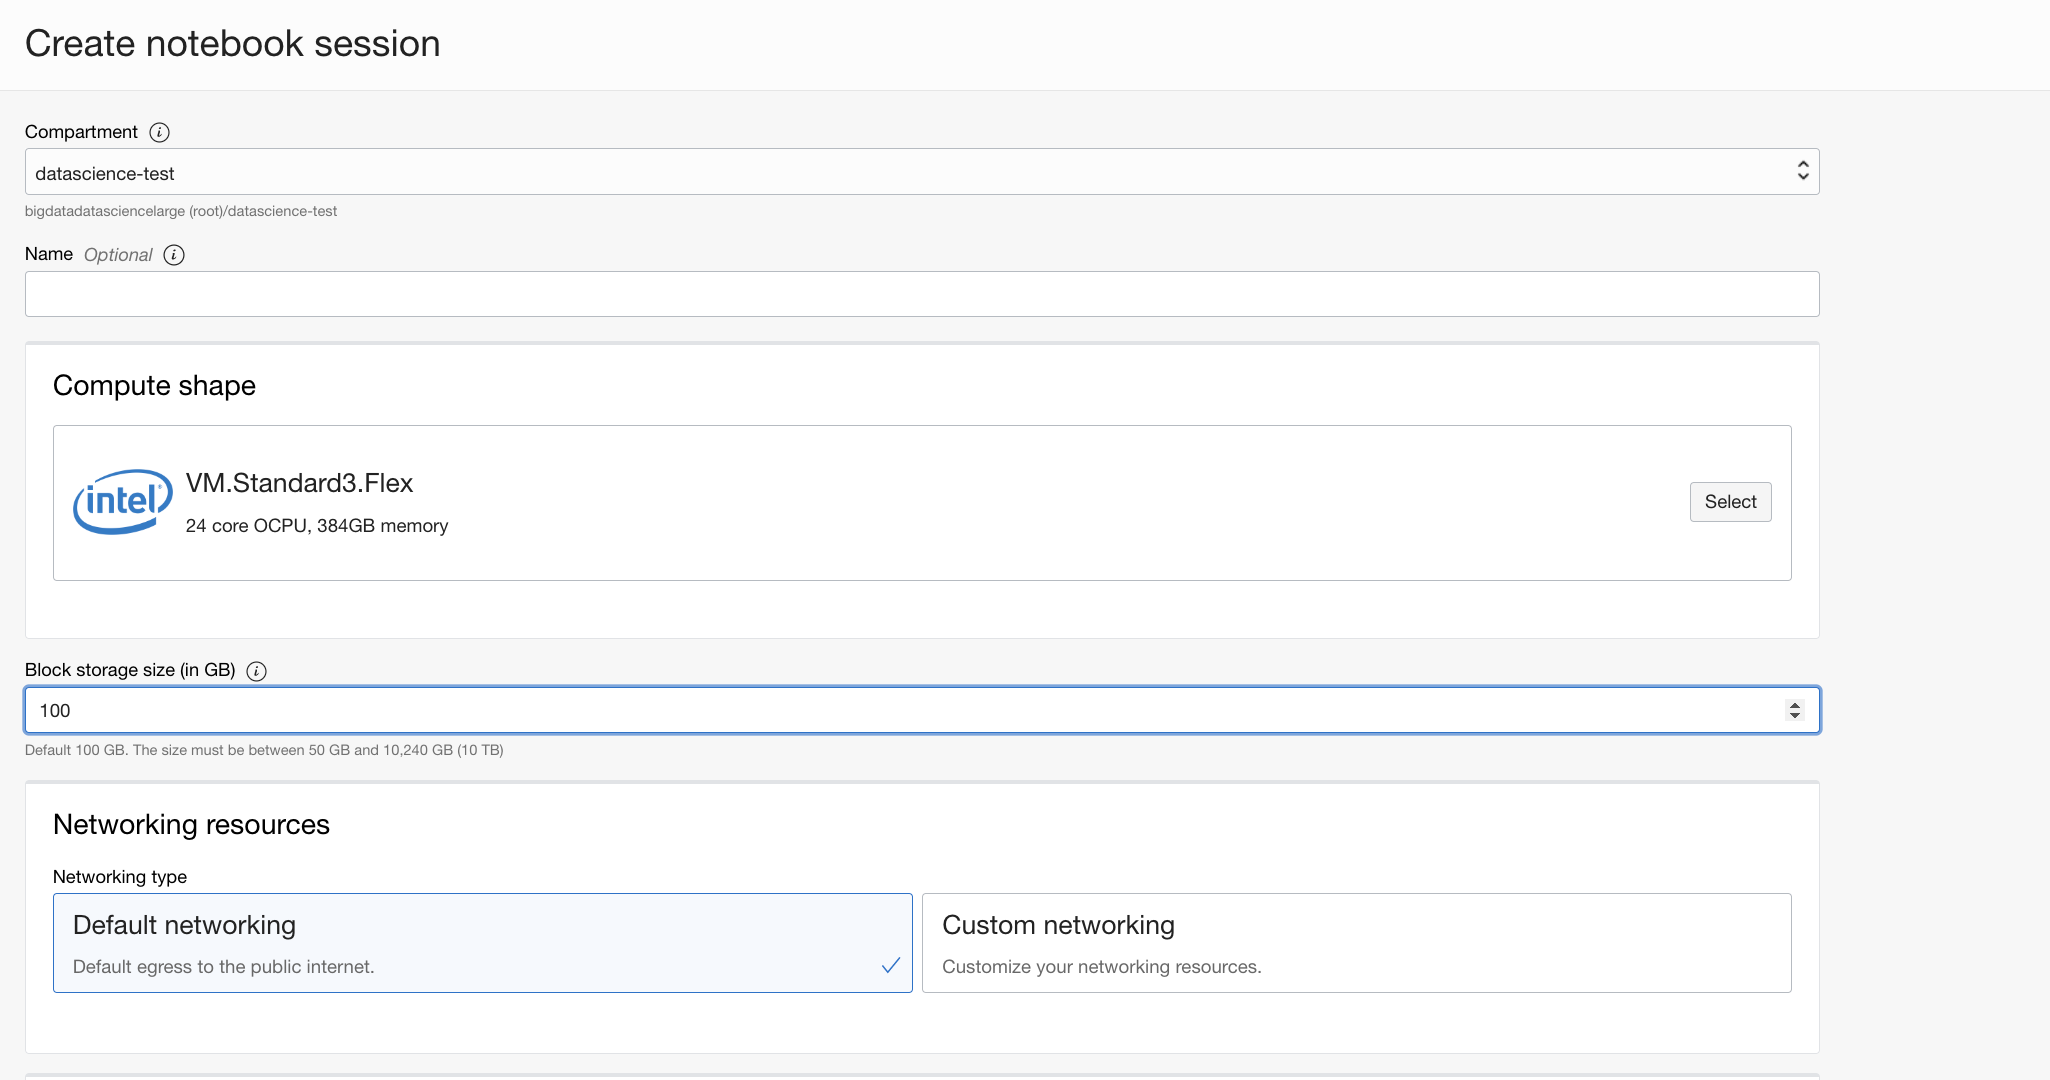 Create notebook session
Compartment
datascience-test
bigdatadatasciencelarge (root)/datascience-test
Name Optional
Compute shape
intel
VM.Standard3.Flex
24 core OCPU, 384GB memory
Select
Block storage size (in GB)
100
Default 100 GB. The size must be between 50 GB and 10,240 GB (10 TB)
Networking resources
Networking type
Default networking
Default egress to the public internet.
Custom networking
Customize your networking resources.